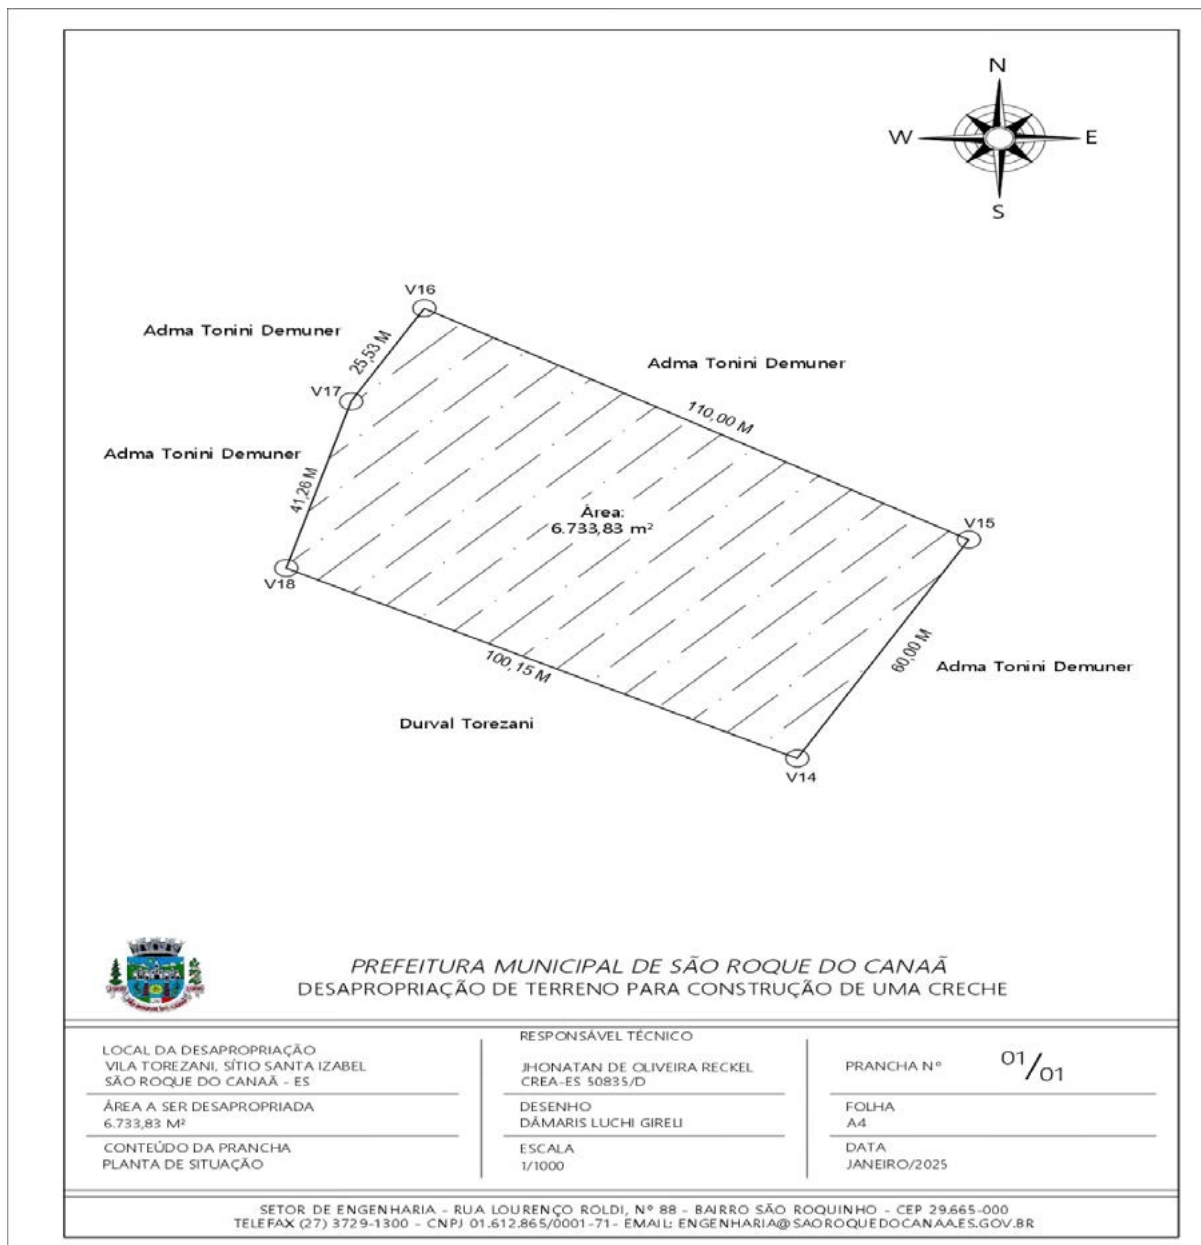 N
W E
S
V16
Adma Tonini Demuner
25,53 M
Adma Tonini Demuner
V17
110,00 M
Adma Tonini Demuner
41,26 M
Área:
6.733,83 m²
V15
V18
100,15 M
60,00 M
Adma Tonini Demuner
Durval Torezani
V14
PREFEITURA MUNICIPAL DE SÃO ROQUE DO CANAÃ
DESAPROPRIAÇÃO DE TERRENO PARA CONSTRUÇÃO DE UMA CRECHE
LOCAL DA DESAPROPRIAÇÃO
VILA TOREZANI, SÍTIO SANTA IZABEL
SÃO ROQUE DO CANAÃ - ES
RESPONSÁVEL TÉCNICO
JHONATAN DE OLIVEIRA RECKEL
CREA-ES 50835/D
PRANCHA Nº 01/01
ÁREA A SER DESAPROPRIADA
6.733,83 M²
DESENHO
DÂMARIS LUCHI GIRELI
FOLHA
A4
CONTEÚDO DA PRANCHA
PLANTA DE SITUAÇÃO
ESCALA
1/1000
DATA
JANEIRO/2025
SETOR DE ENGENHARIA - RUA LOURENÇO ROLDI, Nº 88 - BAIRRO SÃO ROQUINHO - CEP 29.665-000
TELEFAX (27) 3729-1300 - CNPJ 01.612.865/0001-71- EMAIL: ENGENHARIA@SAOROQUEDOCANAA.ES.GOV.BR